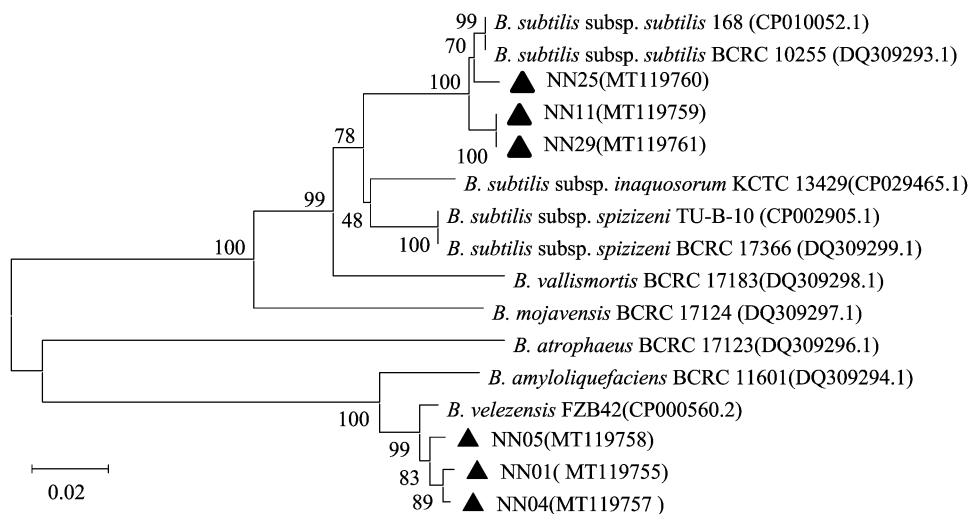 99 B. subtilis subsp. subtilis 168 (CP010052.1)
70
B. subtilis subsp. subtilis BCRC 10255 (DQ309293.1)
100
NN25(MT119760)
NN11(MT119759)
78
NN29(MT119761)
100
B. subtilis subsp. inaquosorum KCTC 13429(CP029465.1)
99
48
B. subtilis subsp. spizizeni TU-B-10 (CP002905.1)
100
100
B. subtilis subsp. spizizeni BCRC 17366 (DQ309299.1)
B. vallismortis BCRC 17183(DQ309298.1)
B. mojavensis BCRC 17124 (DQ309297.1)
B. atrophaeus BCRC 17123(DQ309296.1)
B. amyloliquefaciens BCRC 11601(DQ309294.1)
100
B. velezensis FZB42(CP000560.2)
99
NN05(MT119758)
83
NN01( MT119755)
0.02
89
NN04(MT119757 )